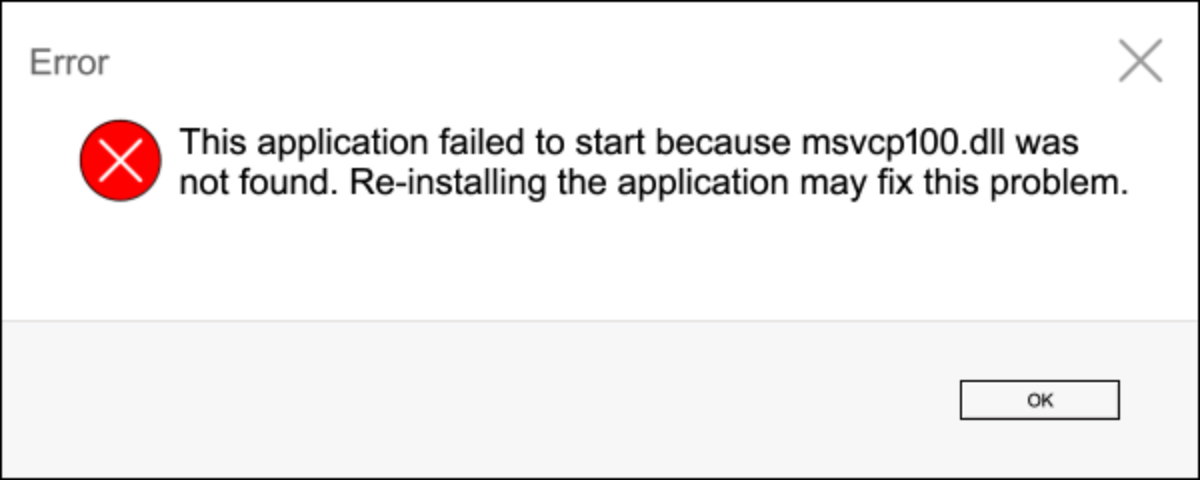 Error
This application failed to start because msvcp100.dll was
not found. Re-installing the application may fix this problem.
OK